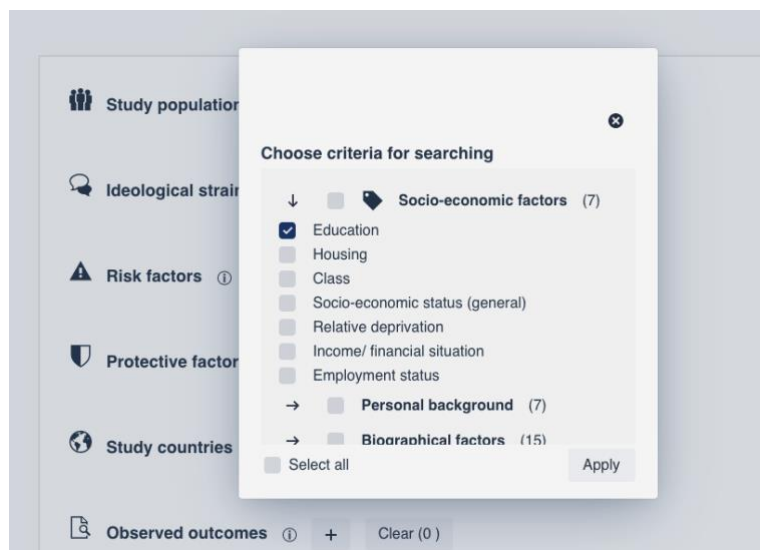 Study population
Choose criteria for searching
Ideological strain
Socio-economic factors (7)
Education
Housing
Class
Risk factors
Socio-economic status (general)
Relative deprivation
Income/ financial situation
Protective factor
Employment status
Personal background (7)
Study countries
Biographical factors (15)
Select all
Apply
Observed outcomes
+
Clear (0 )